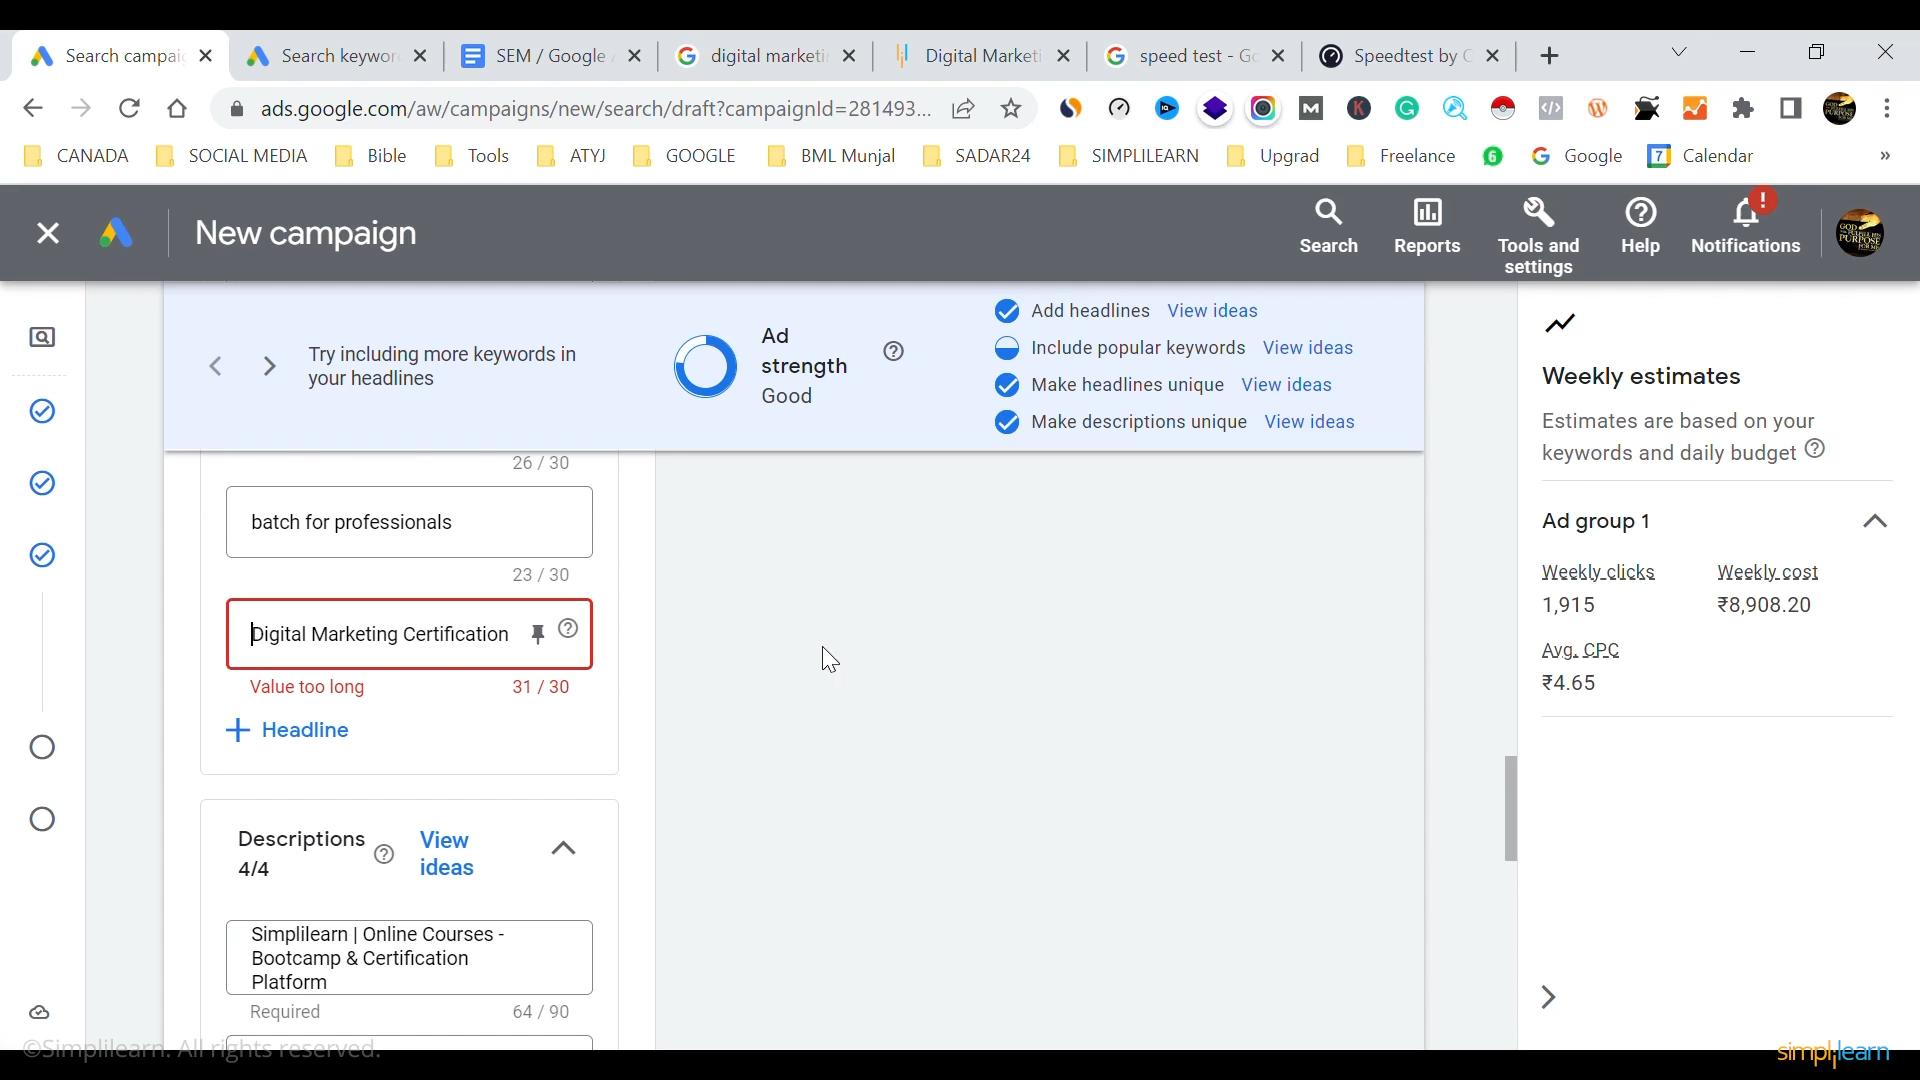 Search campaig
Search keywor
SEM / Google
digital marketi
Digital Marketi
speed test - Go
Speedtest by
ads.google.com/aw/campaigns/new/search/draft?campaignId=281493...
CANADA
SOCIAL MEDIA
Bible
Tools
ATYJ
GOOGLE
BML Munjal
SADAR24
SIMPLILEARN
Upgrad
Freelance
Google
7
Calendar
»
New campaign
Search
Reports
Tools and
settings
Help
!
Notifications
Try including more keywords in
your headlines
Ad
strength
Good
Add headlines View ideas
Include popular keywords View ideas
Make headlines unique View ideas
Make descriptions unique View ideas
26 / 30
batch for professionals
23 / 30
Digital Marketing Certification
Value too long 31 / 30
+ Headline
Descriptions
4/4
View
ideas
Simplilearn | Online Courses -
Bootcamp & Certification
Platform
Required 64 / 90
Weekly estimates
Estimates are based on your
keywords and daily budget
Ad group 1
Weekly clicks Weekly cost
1,915 ₹8,908.20
Avg. CPC
₹4.65
©Simplilearn. All rights reserved.
simplilearn